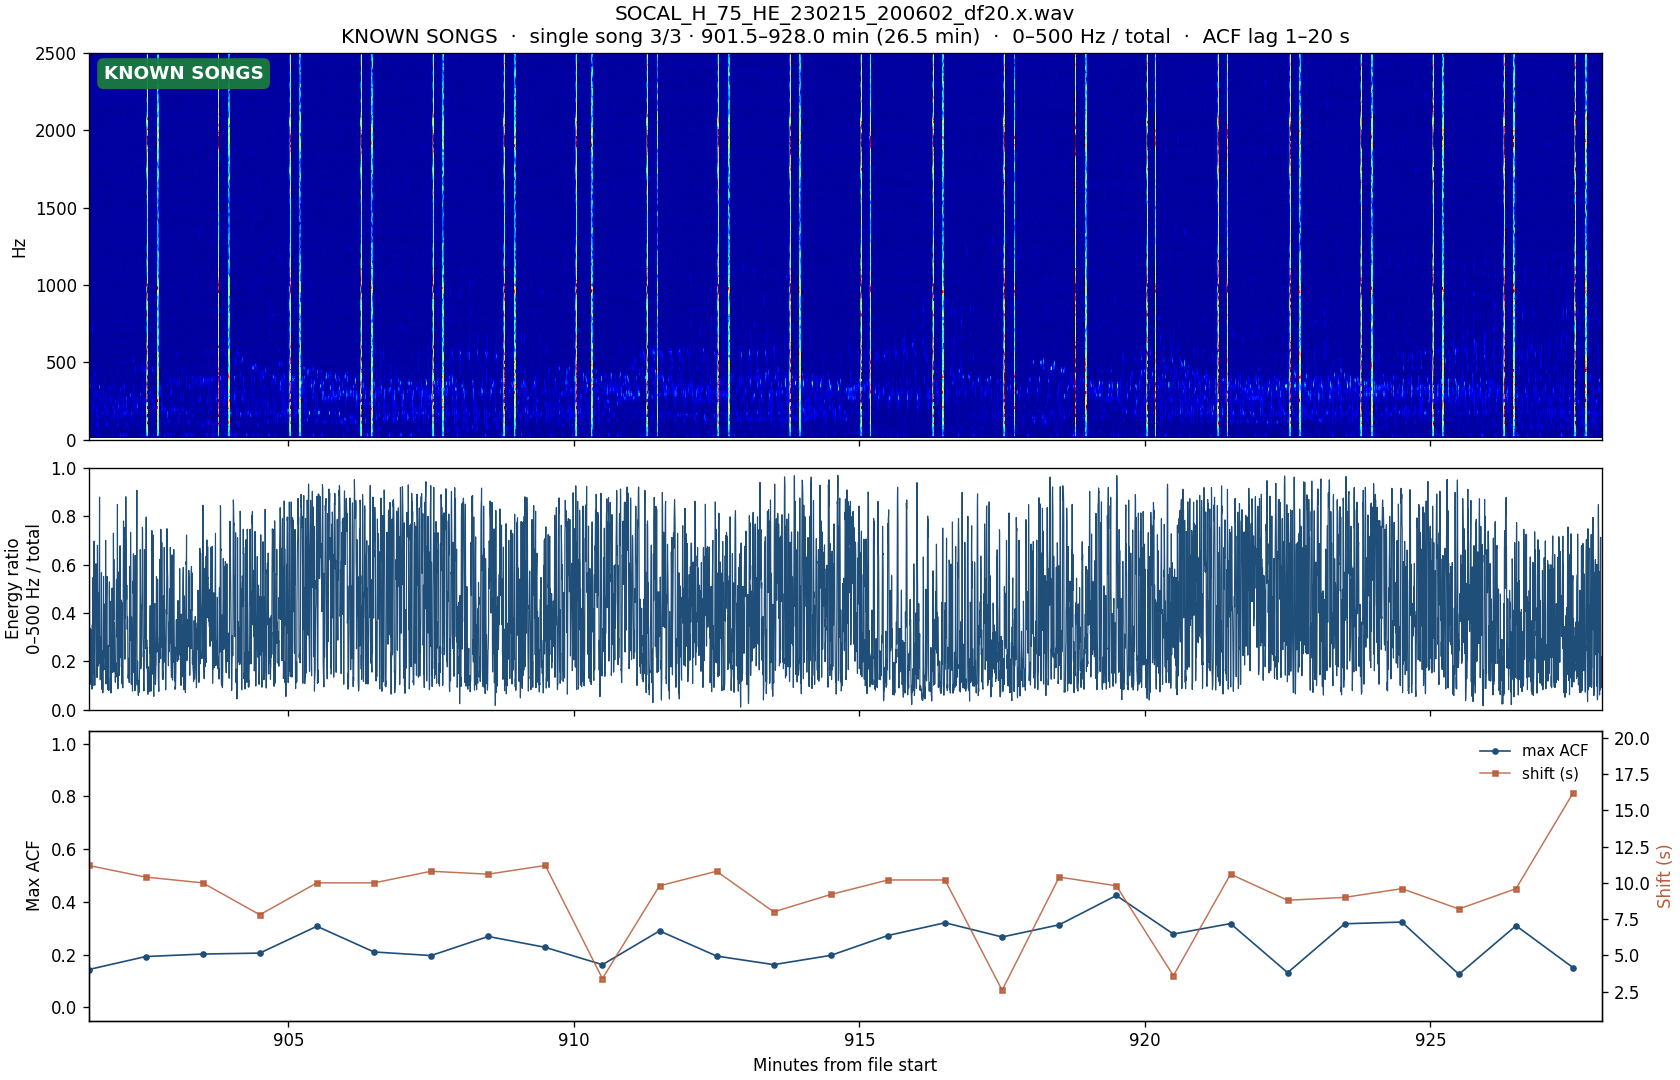 SOCAL_H_75_HE_230215_200602_df20.x.wav
KNOWN SONGS · single song 3/3 · 901.5–928.0 min (26.5 min) · 0–500 Hz / total · ACF lag 1–20 s
KNOWN SONGS
2500
2000
1500
1000
500
0
Hz
1.0
0.8
0.6
0.4
0.2
0.0
Energy ratio
0–500 Hz / total
1.0
0.8
0.6
0.4
0.2
0.0
Max ACF
max ACF
shift (s)
20.0
17.5
15.0
12.5
10.0
7.5
5.0
2.5
Shift (s)
905
910
915
920
925
Minutes from file start